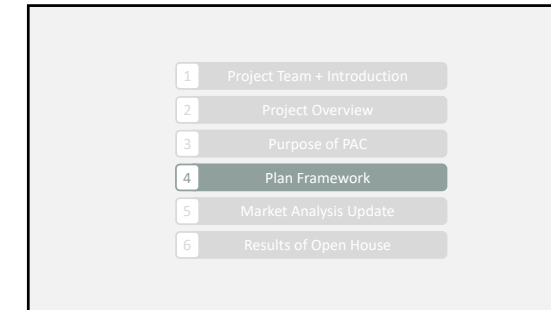 1 Project Team + Introduction
2 Project Overview
3 Purpose of PAC
4 Plan Framework
5 Market Analysis Update
6 Results of Open House